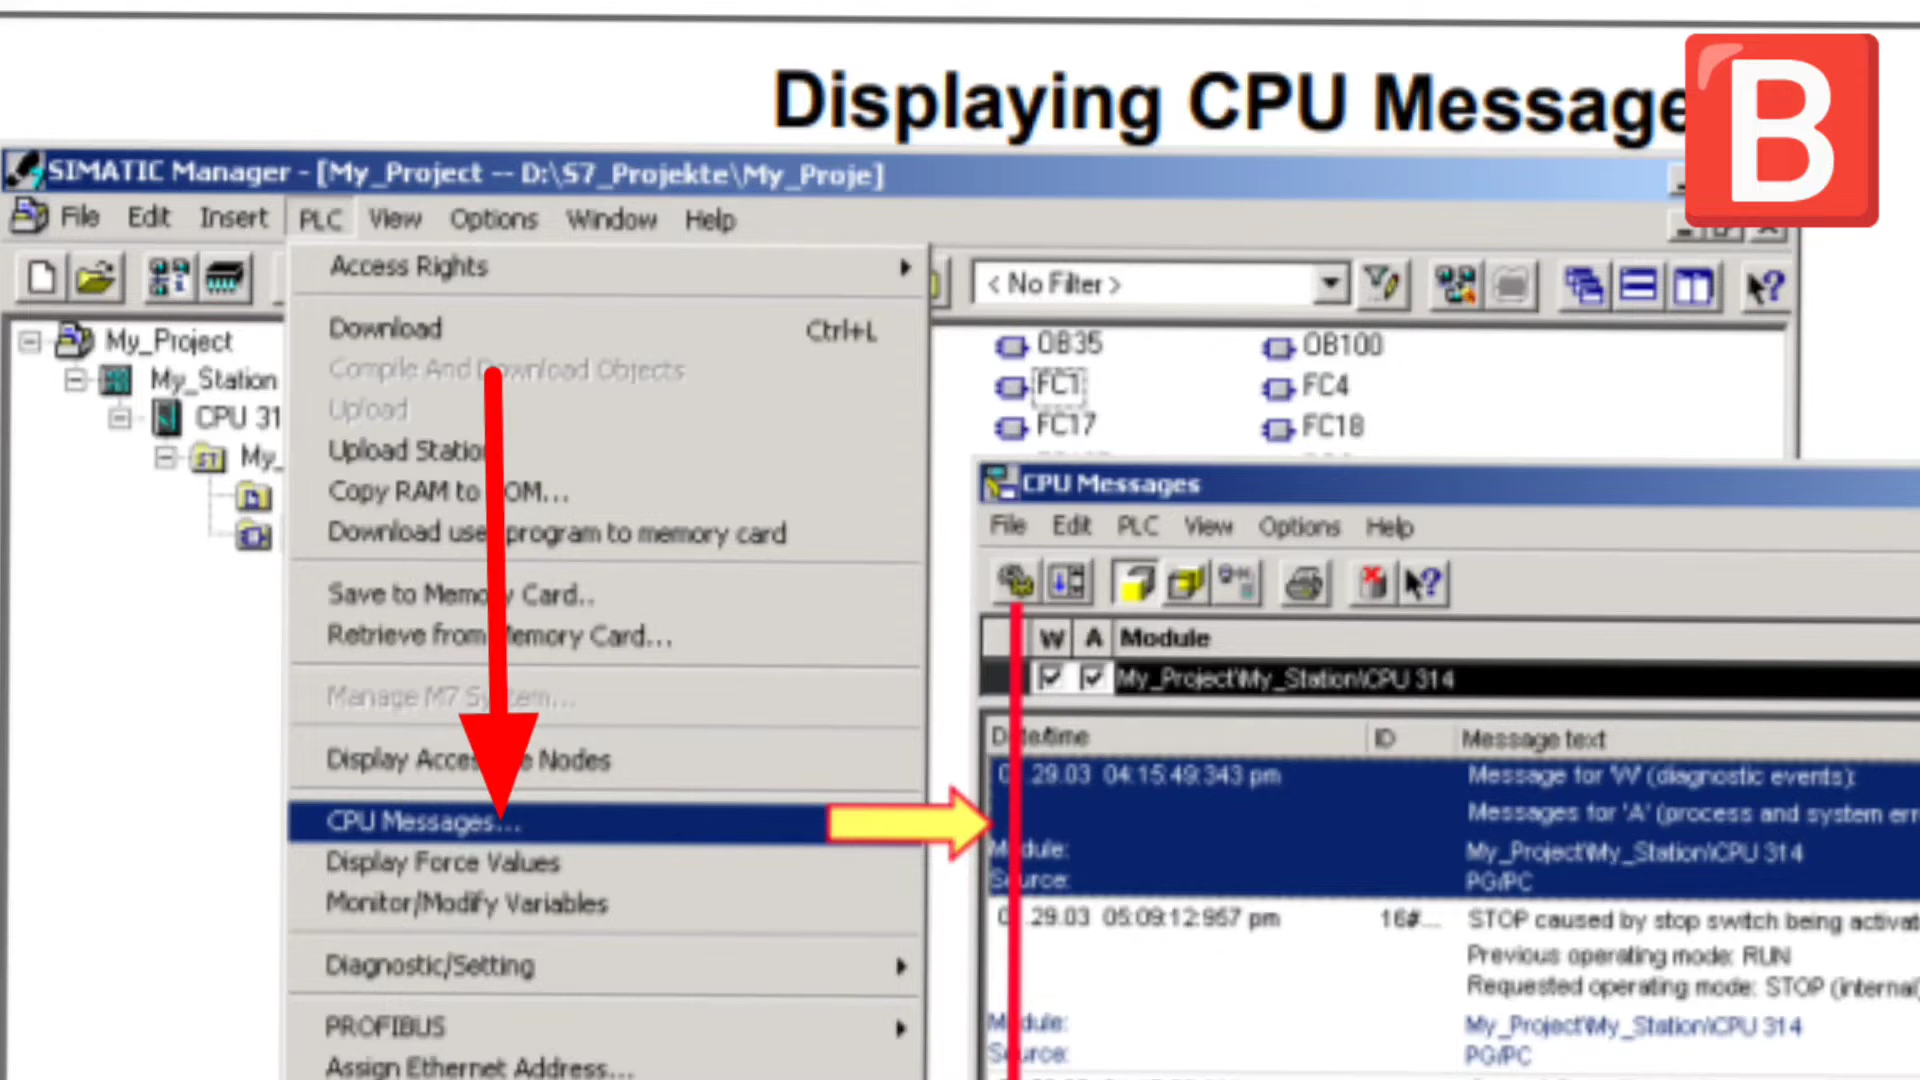 Displaying CPU Message
B
SIMATIC Manager - [My_Project -- D:\S7_Projekte\My_Proje]
File Edit Insert PLC View Options Window Help
Access Rights
< No Filter >
Download Ctrl+L
Compile And Download Objects
Upload
Upload Station
Copy RAM to ROM...
Download user program to memory card
Save to Memory Card..
Retrieve from Memory Card...
Manage M7 System...
Display Accessible Nodes
CPU Messages...
Display Force Values
Monitor/Modify Variables
Diagnostic/Setting
PROFIBUS
Assign Ethernet Address...
My_Project
My_Station
CPU 31
My_
OB35 OB100
FC1 FC4
FC17 FC18
CPU Messages
File Edit PLC View Options Help
W A Module
My_Project\My_Station\CPU 314
Date/time ID Message text
29.03 04:15:49:343 pm Message for 'W' (diagnostic events):
Messages for 'A' (process and system err
Module: My_Project\My_Station\CPU 314
Source: PG/PC
29.03 05:09:12:957 pm 16#... STOP caused by stop switch being activat
Previous operating mode: RUN
Requested operating mode: STOP (internal)
Module: My_Project\My_Station\CPU 314
Source: PG/PC